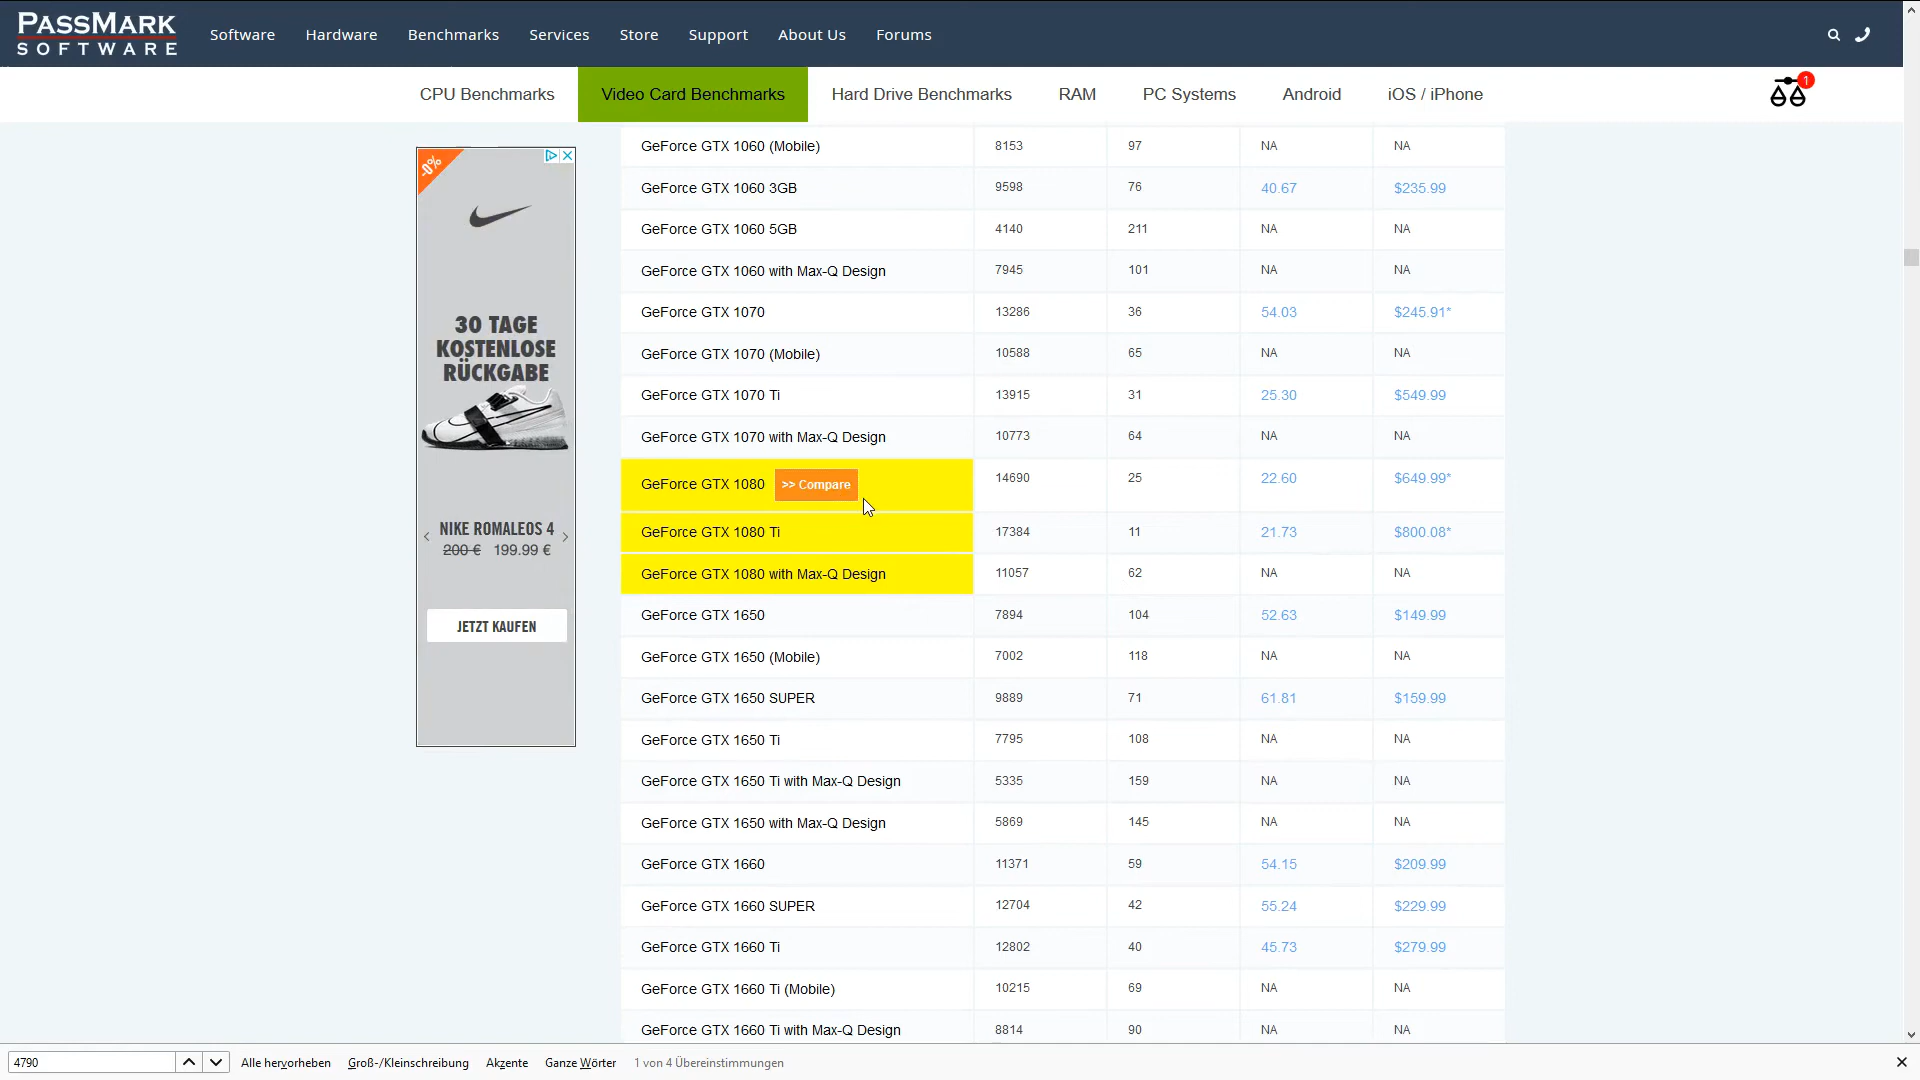 PASSMARK
SOFTWARE
Software Hardware Benchmarks Services Store Support About Us Forums
CPU Benchmarks Video Card Benchmarks Hard Drive Benchmarks RAM PC Systems Android iOS / iPhone 1
-0%
30 TAGE
KOSTENLOSE
RÜCKGABE
NIKE ROMALEOS 4
200 € 199.99 €
JETZT KAUFEN
GeForce GTX 1060 (Mobile) 8153 97 NA NA
GeForce GTX 1060 3GB 9598 76 40.67 $235.99
GeForce GTX 1060 5GB 4140 211 NA NA
GeForce GTX 1060 with Max-Q Design 7945 101 NA NA
GeForce GTX 1070 13286 36 54.03 $245.91*
GeForce GTX 1070 (Mobile) 10588 65 NA NA
GeForce GTX 1070 Ti 13915 31 25.30 $549.99
GeForce GTX 1070 with Max-Q Design 10773 64 NA NA
GeForce GTX 1080 >> Compare 14690 25 22.60 $649.99*
GeForce GTX 1080 Ti 17384 11 21.73 $800.08*
GeForce GTX 1080 with Max-Q Design 11057 62 NA NA
GeForce GTX 1650 7894 104 52.63 $149.99
GeForce GTX 1650 (Mobile) 7002 118 NA NA
GeForce GTX 1650 SUPER 9889 71 61.81 $159.99
GeForce GTX 1650 Ti 7795 108 NA NA
GeForce GTX 1650 Ti with Max-Q Design 5335 159 NA NA
GeForce GTX 1650 with Max-Q Design 5869 145 NA NA
GeForce GTX 1660 11371 59 54.15 $209.99
GeForce GTX 1660 SUPER 12704 42 55.24 $229.99
GeForce GTX 1660 Ti 12802 40 45.73 $279.99
GeForce GTX 1660 Ti (Mobile) 10215 69 NA NA
GeForce GTX 1660 Ti with Max-Q Design 8814 90 NA NA
4790 Alle hervorheben Groß-/Kleinschreibung Akzente Ganze Wörter 1 von 4 Übereinstimmungen